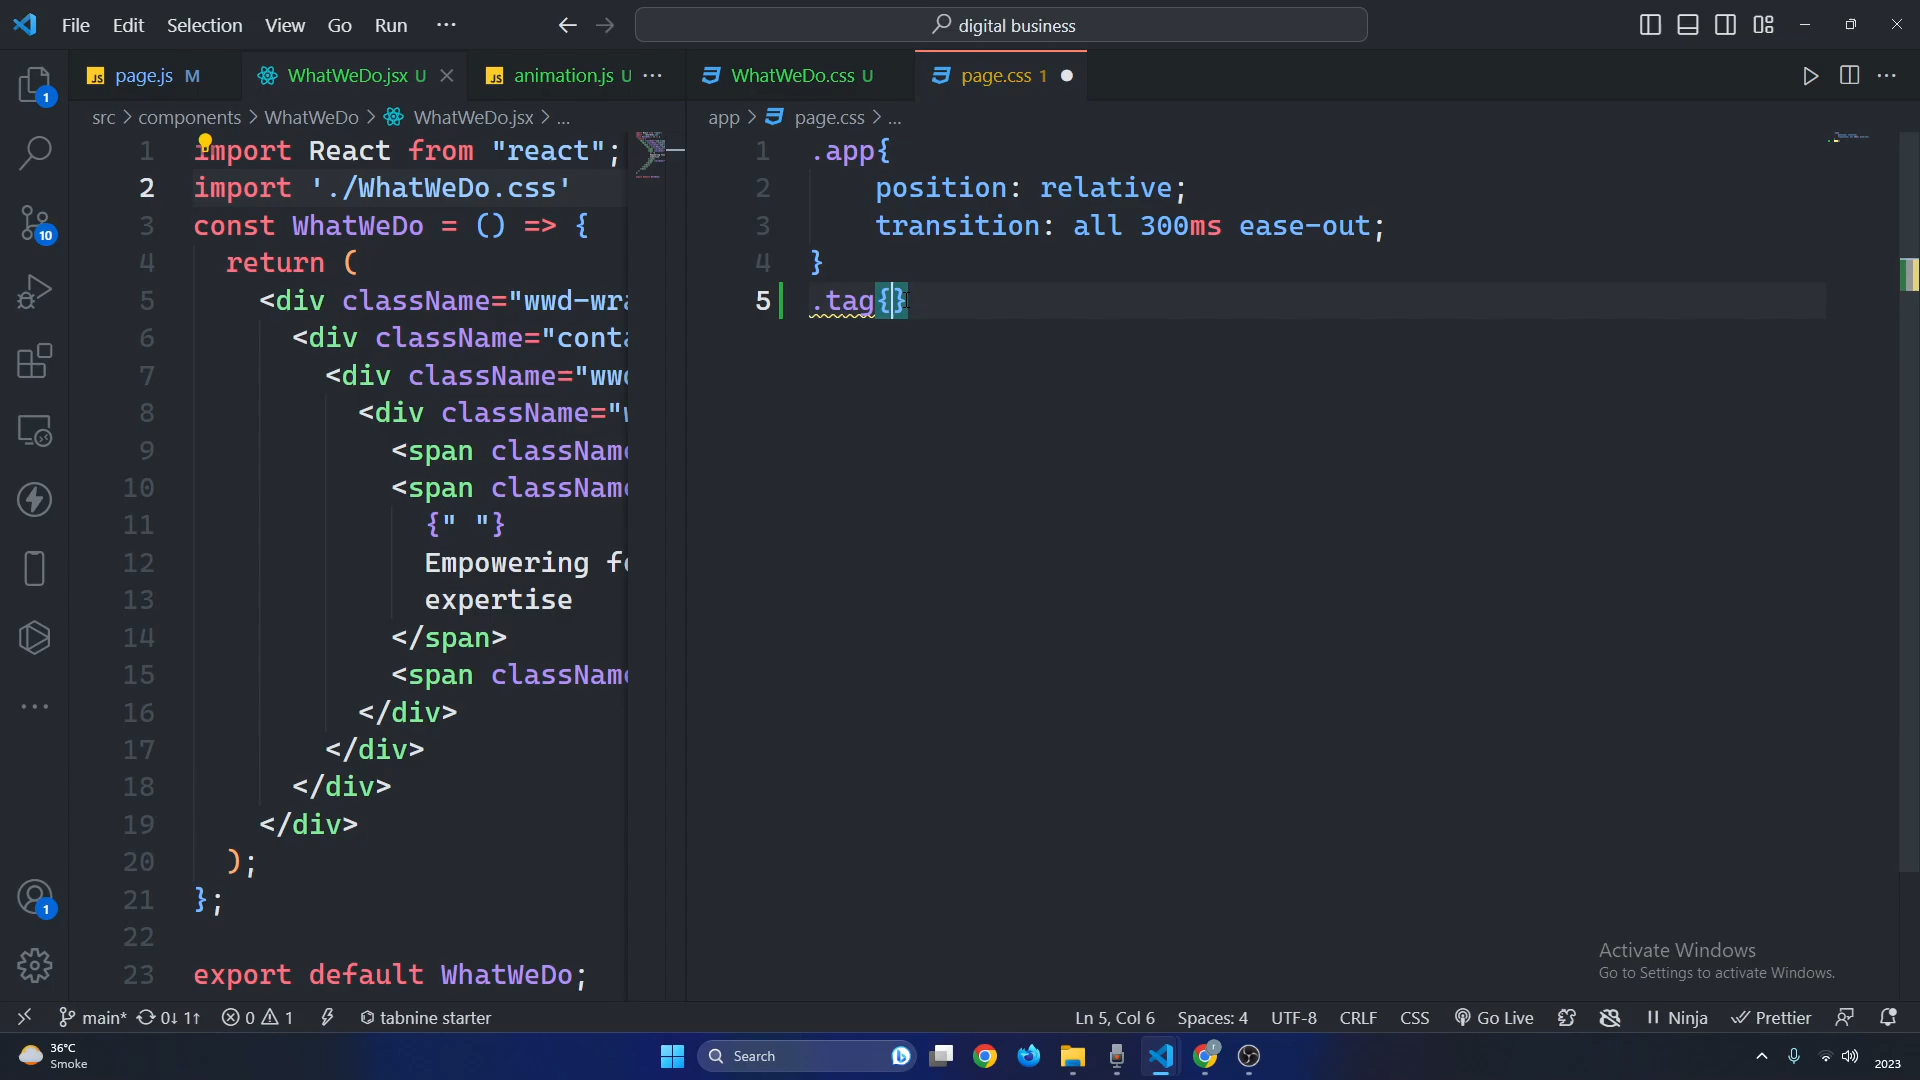 File Edit Selection View Go Run ···
digital business
page.js M
WhatWeDo.jsx U
animation.js U ···
WhatWeDo.css U
page.css 1
src > components > WhatWeDo > WhatWeDo.jsx > ...
app > page.css > ...
1 import React from "react";
2 import './WhatWeDo.css'
3 const WhatWeDo = () => {
4 return (
5 <div className="wwd-wra
6 <div className="conta
7 <div className="wwd
8 <div className="w
9 <span classNam
10 <span classNam
11 {" "}
12 Empowering fo
13 expertise
14 </span>
15 <span classNam
16 </div>
17 </div>
18 </div>
19 </div>
20 );
21 };
22
23 export default WhatWeDo;
1 .app{
2 position: relative;
3 transition: all 300ms ease-out;
4 }
5 .tag{}
1
10
1
Activate Windows
Go to Settings to activate Windows.
main* 0↓ 1↑ 0 1 tabnine starter
Ln 5, Col 6 Spaces: 4 UTF-8 CRLF CSS Go Live Ninja Prettier
36°C
Smoke
Search
2023